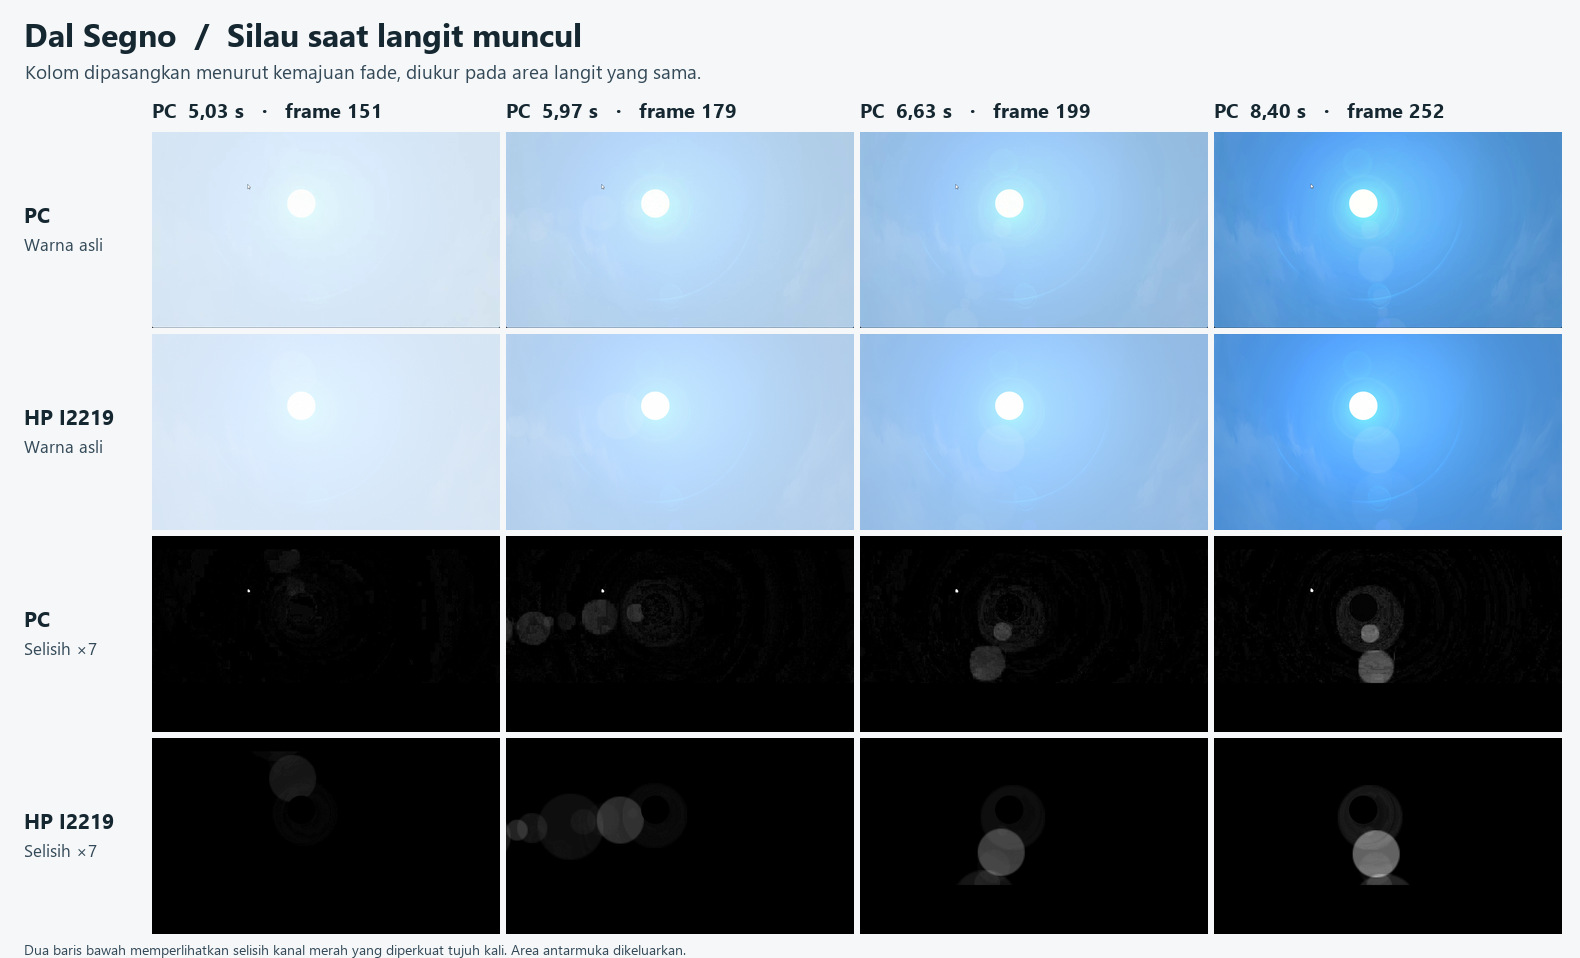 Dal Segno / Silau saat langit muncul
Kolom dipasangkan menurut kemajuan fade, diukur pada area langit yang sama.
PC 5,03 s · frame 151
PC 5,97 s · frame 179
PC 6,63 s · frame 199
PC 8,40 s · frame 252
PC
Warna asli
HP I2219
Warna asli
PC
Selisih ×7
HP I2219
Selisih ×7
Dua baris bawah memperlihatkan selisih kanal merah yang diperkuat tujuh kali. Area antarmuka dikeluarkan.